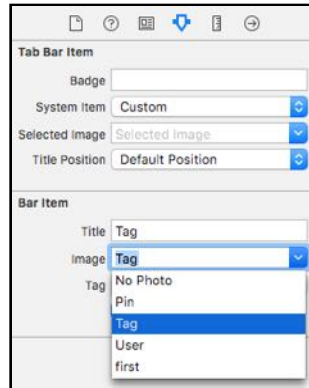 Tab Bar Item
Badge
System Item Custom
Selected Image Selected Image
Title Position Default Position
Bar Item
Title Tag
Image Tag
Tag No Photo
Pin
Tag
User
first